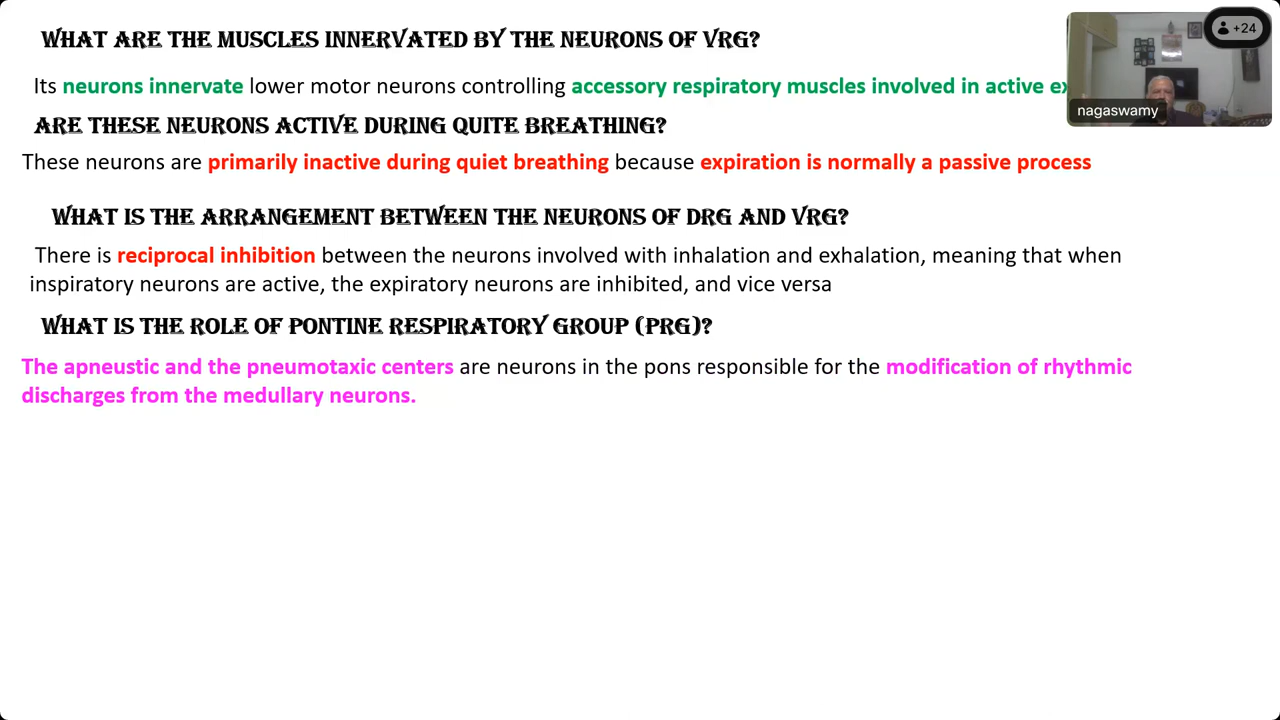 WHAT ARE THE MUSCLES INNERVATED BY THE NEURONS OF VRG?
+24
Its neurons innervate lower motor neurons controlling accessory respiratory muscles involved in active
nagaswamy
ARE THESE NEURONS ACTIVE DURING QUITE BREATHING?
These neurons are primarily inactive during quiet breathing because expiration is normally a passive process
WHAT IS THE ARRANGEMENT BETWEEN THE NEURONS OF DRG AND VRG?
There is reciprocal inhibition between the neurons involved with inhalation and exhalation, meaning that when
inspiratory neurons are active, the expiratory neurons are inhibited, and vice versa
WHAT IS THE ROLE OF PONTINE RESPIRATORY GROUP (PRG)?
The apneustic and the pneumotaxic centers are neurons in the pons responsible for the modification of rhythmic
discharges from the medullary neurons.